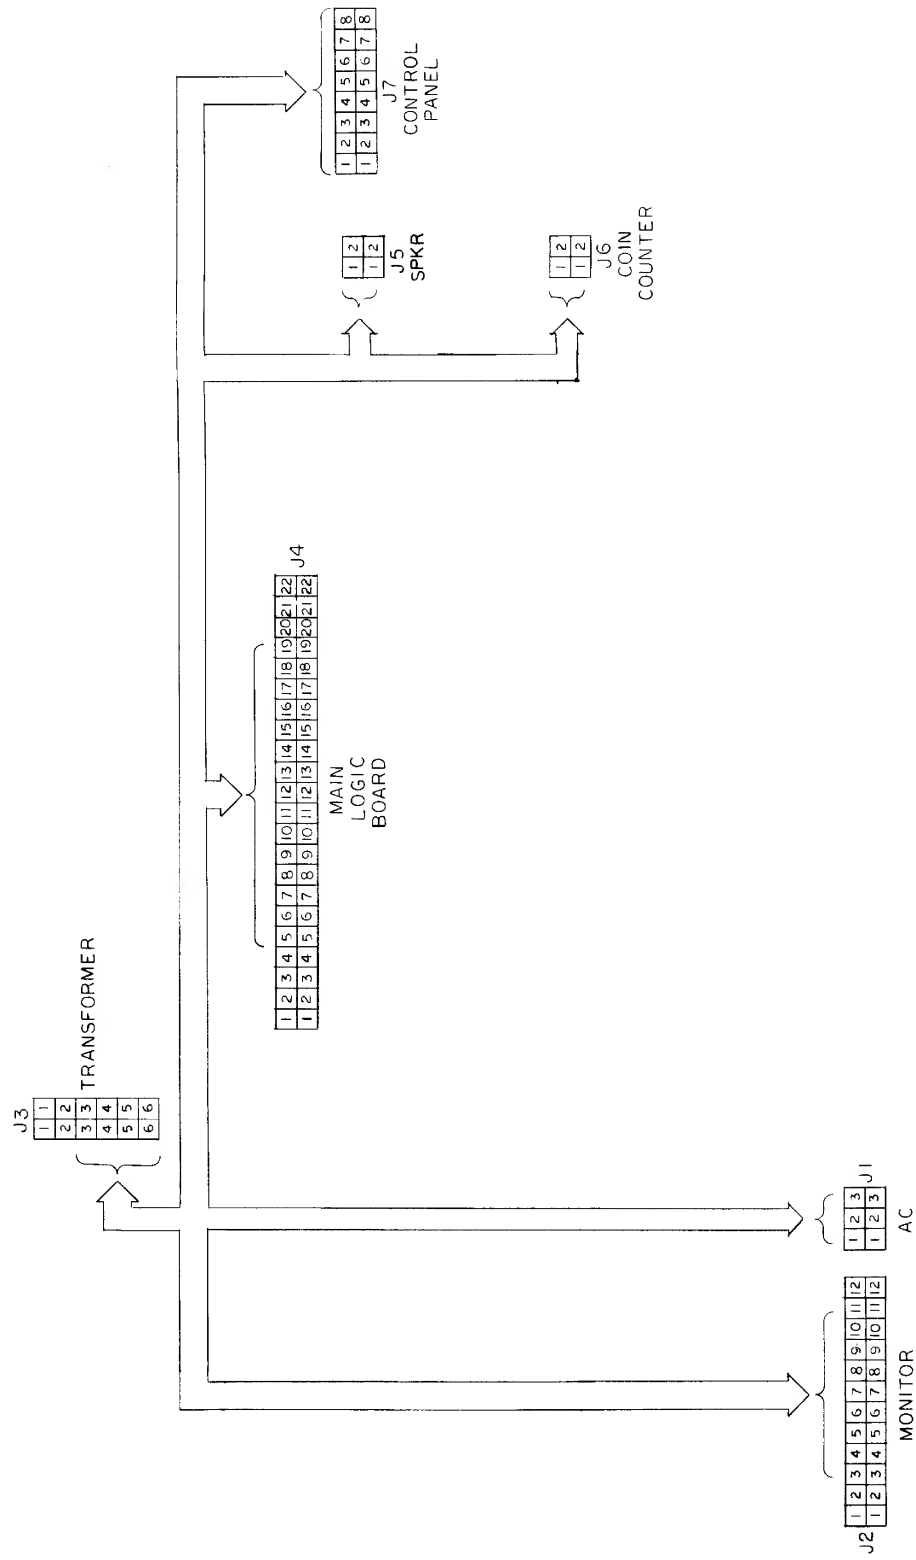 J3
1 1
2 2
3 3
4 4
5 5
6 6
TRANSFORMER
1 2 3 4 5 6 7 8 9 10 11 12 13 14 15 16 17 18 19 20 21 22
1 2 3 4 5 6 7 8 9 10 11 12 13 14 15 16 17 18 19 20 21 22
J4
MAIN
LOGIC
BOARD
1 2 3 4 5 6 7 8
1 2 3 4 5 6 7 8
J7
CONTROL
PANEL
1 2
1 2
J5
SPKR
1 2
1 2
J6
COIN
COUNTER
J2
1 2 3 4 5 6 7 8 9 10 11 12
1 2 3 4 5 6 7 8 9 10 11 12
MONITOR
1 2 3
1 2 3
J1
AC